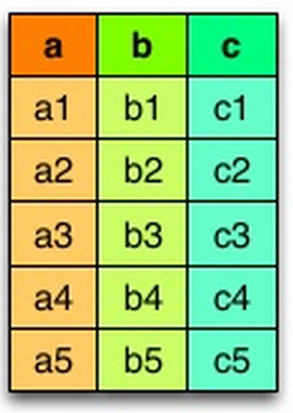 a b c
a1 b1 c1
a2 b2 c2
a3 b3 c3
a4 b4 c4
a5 b5 c5